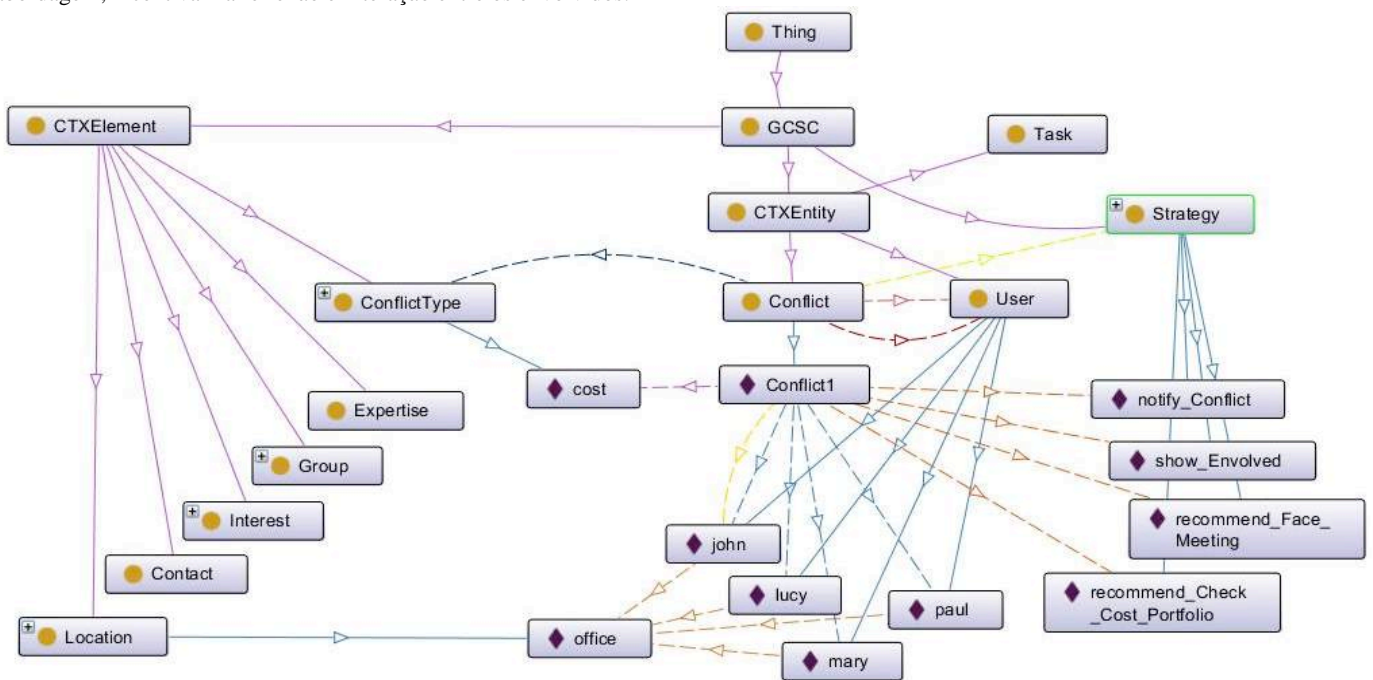 Thing
CTXElement
GCSC
Task
CTXEntity
Strategy
ConflictType
Conflict
User
cost
Conflict1
notify_Conflict
Expertise
show_Envolved
Group
Interest
recommend_Face_
Meeting
john
Contact
lucy
paul
recommend_Check
_Cost_Portfolio
Location
office
mary